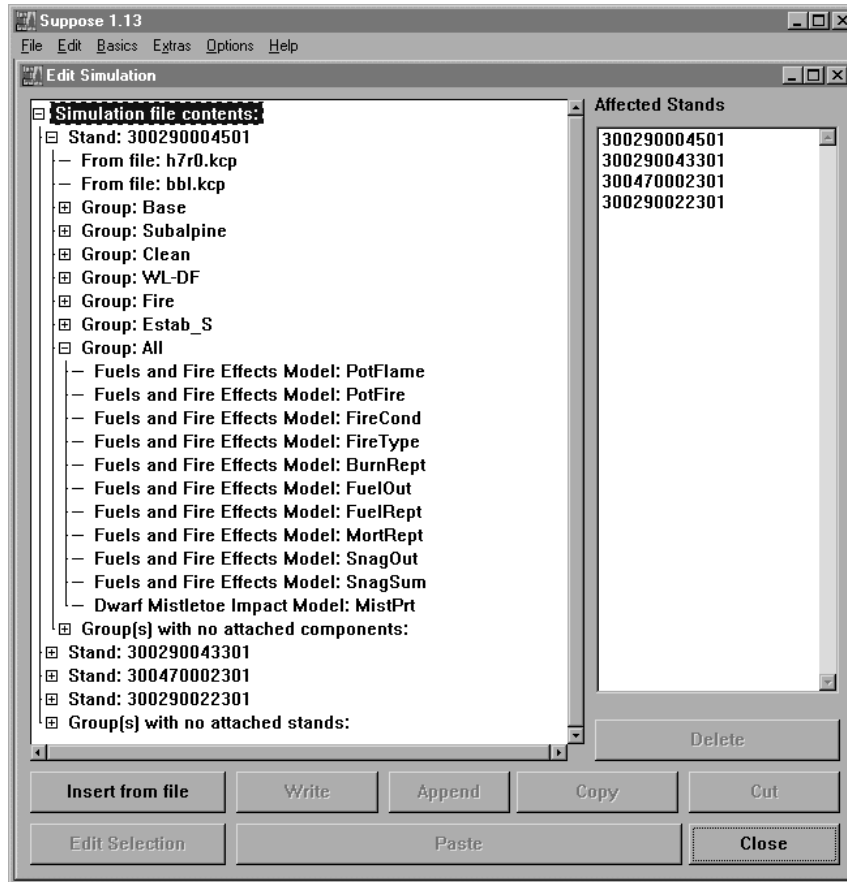 Suppose 1.13
File Edit Basics Extras Options Help
Edit Simulation
Simulation file contents:
Stand: 300290004501
From file: h7r0.kcp
From file: bbl.kcp
Group: Base
Group: Subalpine
Group: Clean
Group: WL-DF
Group: Fire
Group: Estab_S
Group: All
Fuels and Fire Effects Model: PotFlame
Fuels and Fire Effects Model: PotFire
Fuels and Fire Effects Model: FireCond
Fuels and Fire Effects Model: FireType
Fuels and Fire Effects Model: BurnRept
Fuels and Fire Effects Model: FuelOut
Fuels and Fire Effects Model: FuelRept
Fuels and Fire Effects Model: MortRept
Fuels and Fire Effects Model: SnagOut
Fuels and Fire Effects Model: SnagSum
Dwarf Mistletoe Impact Model: MistPrt
Group(s) with no attached components:
Stand: 300290043301
Stand: 300470002301
Stand: 300290022301
Group(s) with no attached stands:
Affected Stands
300290004501
300290043301
300470002301
300290022301
Delete
Insert from file Write Append Copy Cut
Edit Selection Paste Close